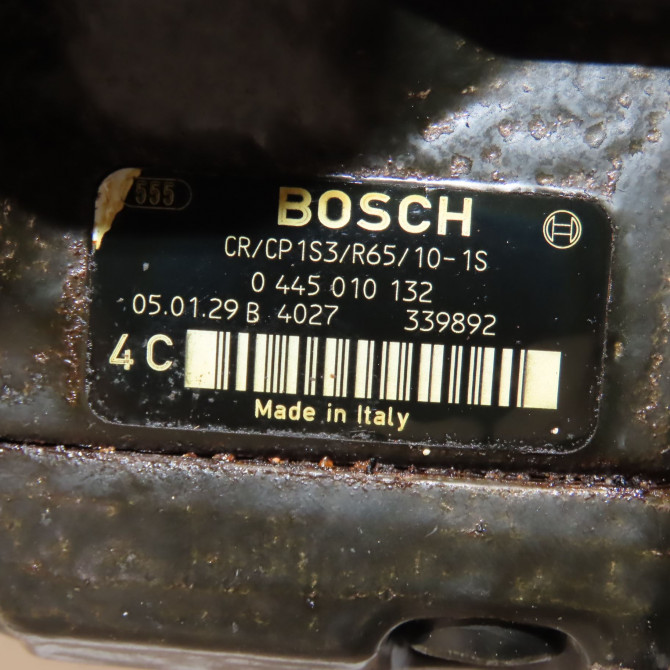 555
BOSCH
CR/CP1S3/R65/10-1S
0 445 010 132
05.01.29 B 4027 339892
4 C
Made in Italy